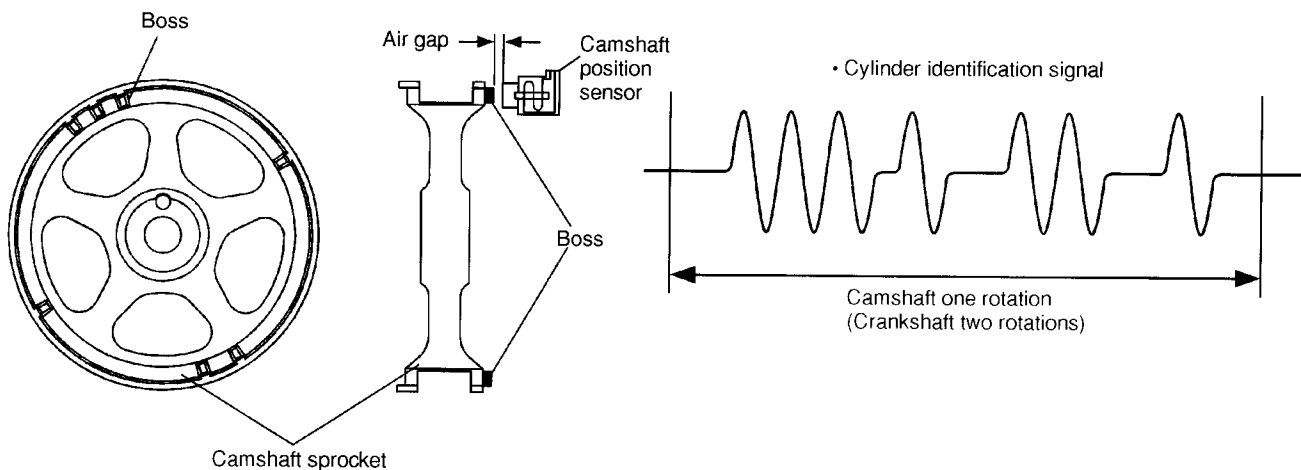 Boss
Air gap
Camshaft
position
sensor
• Cylinder identification signal
Boss
Camshaft one rotation
(Crankshaft two rotations)
Camshaft sprocket